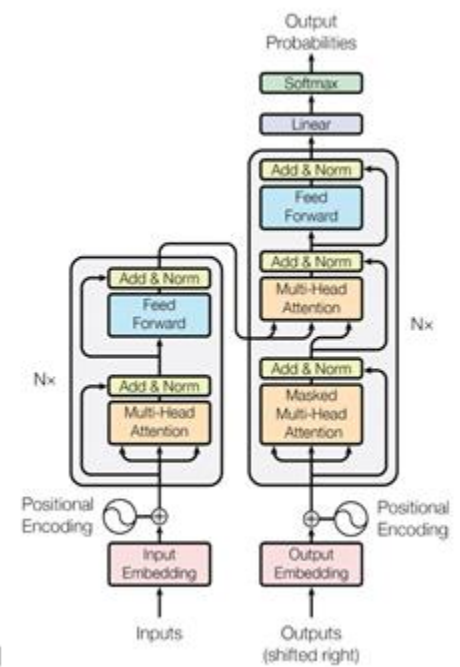 Output
Probabilities
Softmax
Linear
Add & Norm
Feed
Forward
Add & Norm
Multi-Head
Attention
Add & Norm
Masked
Multi-Head
Attention
Nx
Add & Norm
Feed
Forward
Add & Norm
Multi-Head
Attention
Nx
Positional
Encoding
Positional
Encoding
Input
Embedding
Output
Embedding
Inputs
Outputs
(shifted right)